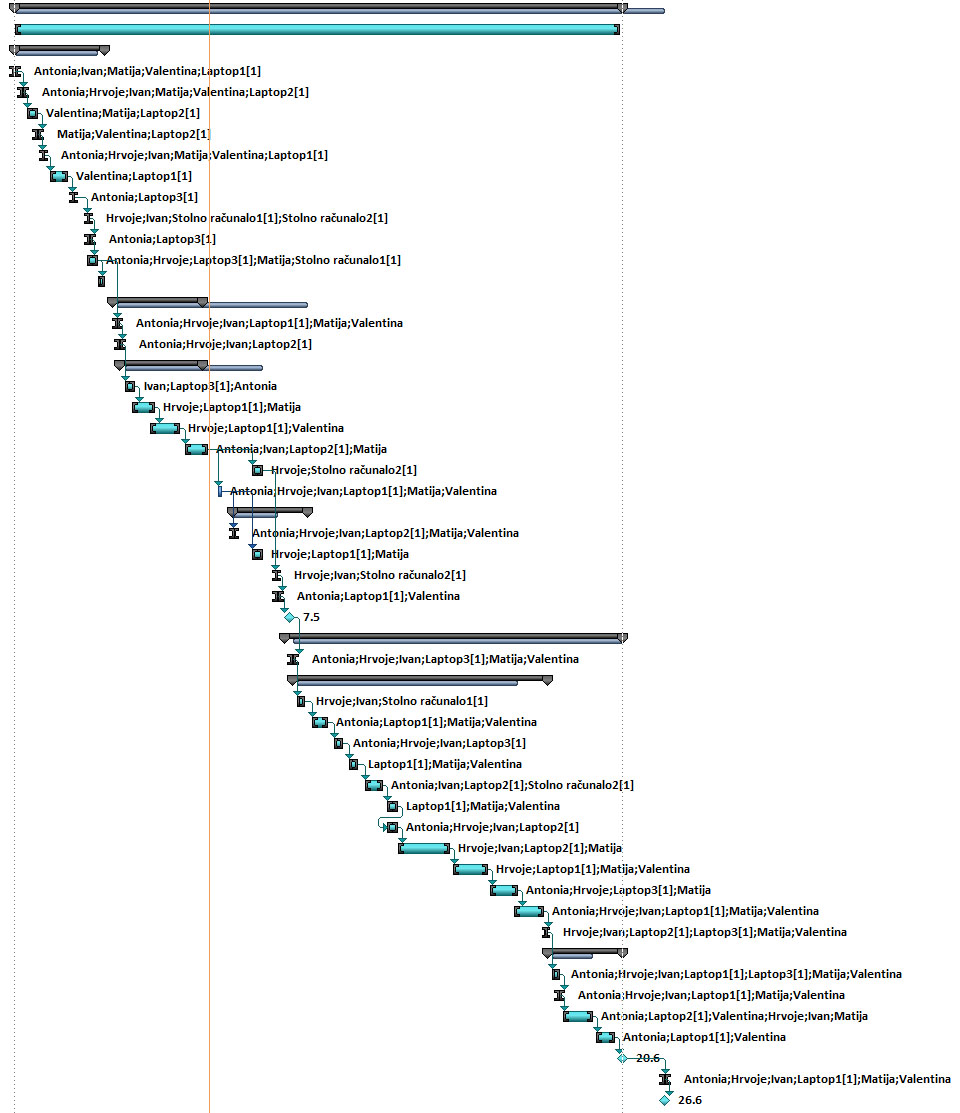 Antonia;Ivan;Matija;Valentina;Laptop1[1]
Antonia;Hrvoje;Ivan;Matija;Valentina;Laptop2[1]
Valentina;Matija;Laptop2[1]
Matija;Valentina;Laptop2[1]
Antonia;Hrvoje;Ivan;Matija;Valentina;Laptop1[1]
Valentina;Laptop1[1]
Antonia;Laptop3[1]
Hrvoje;Ivan;Stolno računalo1[1];Stolno računalo2[1]
Antonia;Laptop3[1]
Antonia;Hrvoje;Laptop3[1];Matija;Stolno računalo1[1]
Antonia;Hrvoje;Ivan;Laptop1[1];Matija;Valentina
Antonia;Hrvoje;Ivan;Laptop2[1]
Ivan;Laptop3[1];Antonia
Hrvoje;Laptop1[1];Matija
Hrvoje;Laptop1[1];Valentina
Antonia;Ivan;Laptop2[1];Matija
Hrvoje;Stolno računalo2[1]
Antonia;Hrvoje;Ivan;Laptop1[1];Matija;Valentina
Antonia;Hrvoje;Ivan;Laptop2[1];Matija;Valentina
Hrvoje;Laptop1[1];Matija
Hrvoje;Ivan;Stolno računalo2[1]
Antonia;Laptop1[1];Valentina
7.5
Antonia;Hrvoje;Ivan;Laptop3[1];Matija;Valentina
Hrvoje;Ivan;Stolno računalo1[1]
Antonia;Laptop1[1];Matija;Valentina
Antonia;Hrvoje;Ivan;Laptop3[1]
Laptop1[1];Matija;Valentina
Antonia;Ivan;Laptop2[1];Stolno računalo2[1]
Laptop1[1];Matija;Valentina
Antonia;Hrvoje;Ivan;Laptop2[1]
Hrvoje;Ivan;Laptop2[1];Matija
Hrvoje;Laptop1[1];Matija;Valentina
Antonia;Hrvoje;Laptop3[1];Matija
Antonia;Hrvoje;Ivan;Laptop1[1];Matija;Valentina
Hrvoje;Ivan;Laptop2[1];Laptop3[1];Matija;Valentina
Antonia;Hrvoje;Ivan;Laptop1[1];Laptop3[1];Matija;Valentina
Antonia;Hrvoje;Ivan;Laptop1[1];Matija;Valentina
Antonia;Laptop2[1];Valentina;Hrvoje;Ivan;Matija
Antonia;Laptop1[1];Valentina
20.6
Antonia;Hrvoje;Ivan;Laptop1[1];Matija;Valentina
26.6